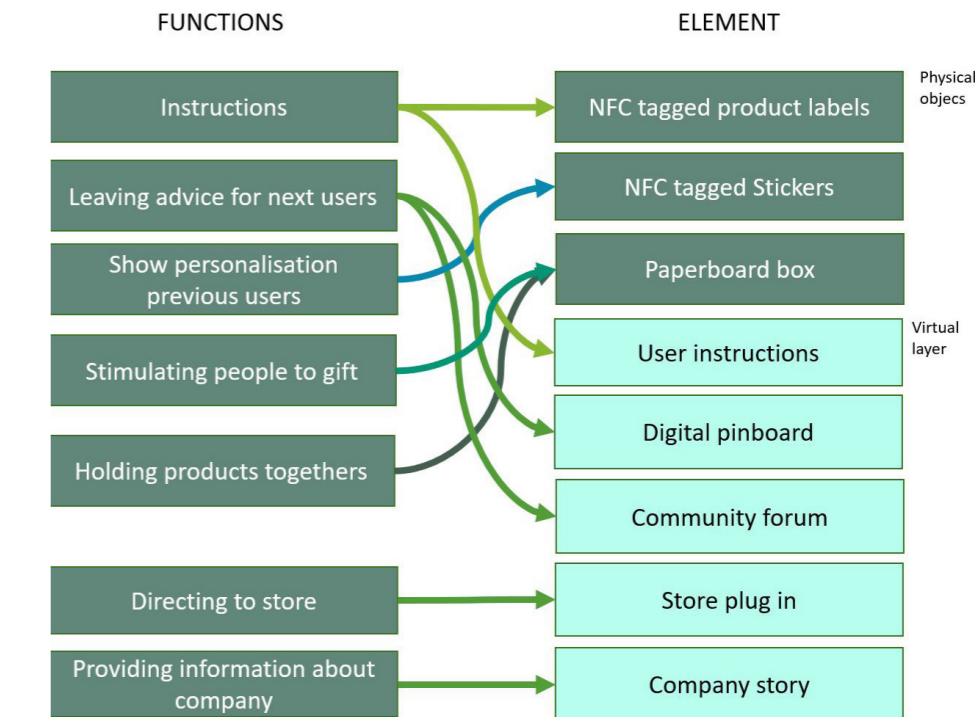 FUNCTIONS
ELEMENT
Instructions
NFC tagged product labels
Physical
objecs
Leaving advice for next users
NFC tagged Stickers
Show personalisation
previous users
Paperboard box
Stimulating people to gift
User instructions
Virtual
layer
Digital pinboard
Holding products togethers
Community forum
Directing to store
Store plug in
Providing information about
company
Company story